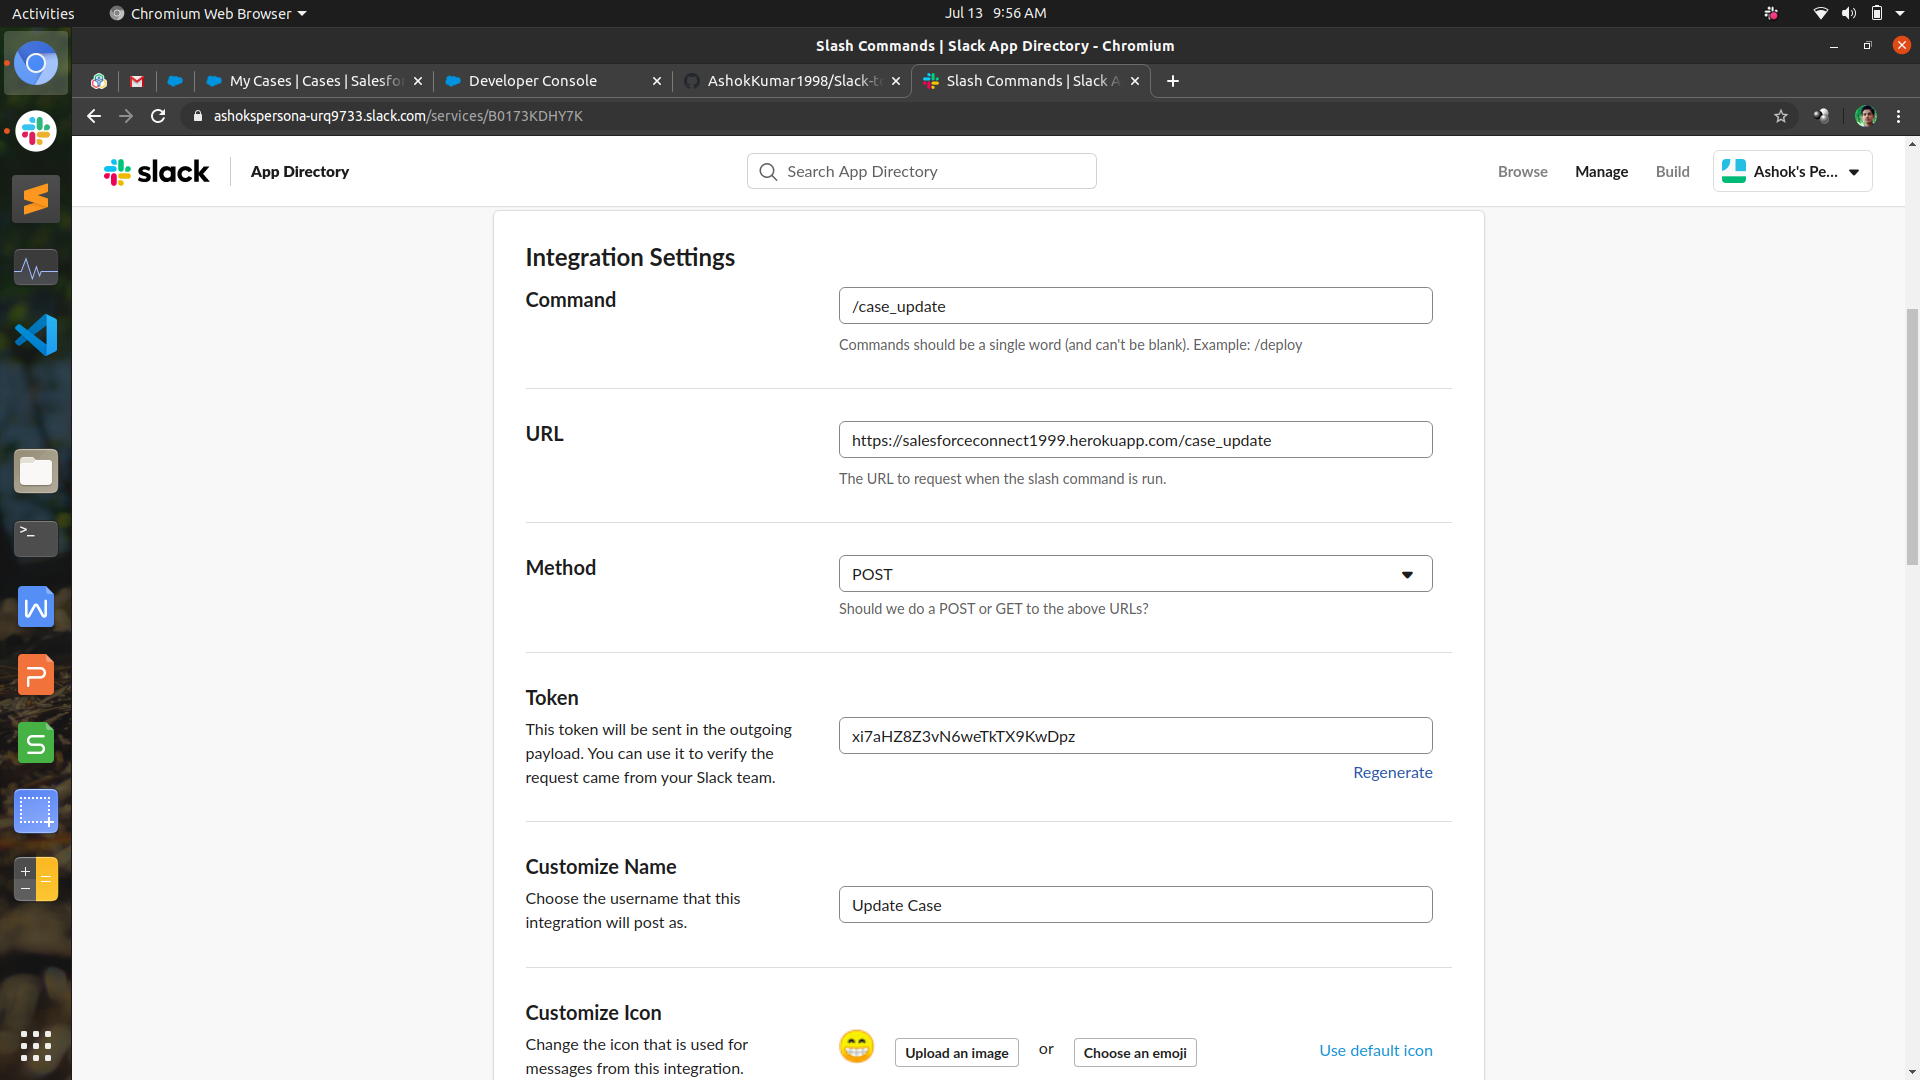 Activities
Chromium Web Browser
Jul 13 9:56 AM
Slash Commands | Slack App Directory - Chromium
My Cases | Cases | Salesfo
Developer Console
AshokKumar1998/Slack-t
Slash Commands | Slack A
ashokspersona-urq9733.slack.com/services/B0173KDHY7K
slack
App Directory
Search App Directory
Browse
Manage
Build
Ashok's Pe...
Integration Settings
Command
/case_update
Commands should be a single word (and can't be blank). Example: /deploy
URL
https://salesforceconnect1999.herokuapp.com/case_update
The URL to request when the slash command is run.
Method
POST
Should we do a POST or GET to the above URLs?
Token
This token will be sent in the outgoing
payload. You can use it to verify the
request came from your Slack team.
xi7aHZ8Z3vN6weTkTX9KwDpz
Regenerate
Customize Name
Choose the username that this
integration will post as.
Update Case
Customize Icon
Change the icon that is used for
messages from this integration.
Upload an image
or
Choose an emoji
Use default icon